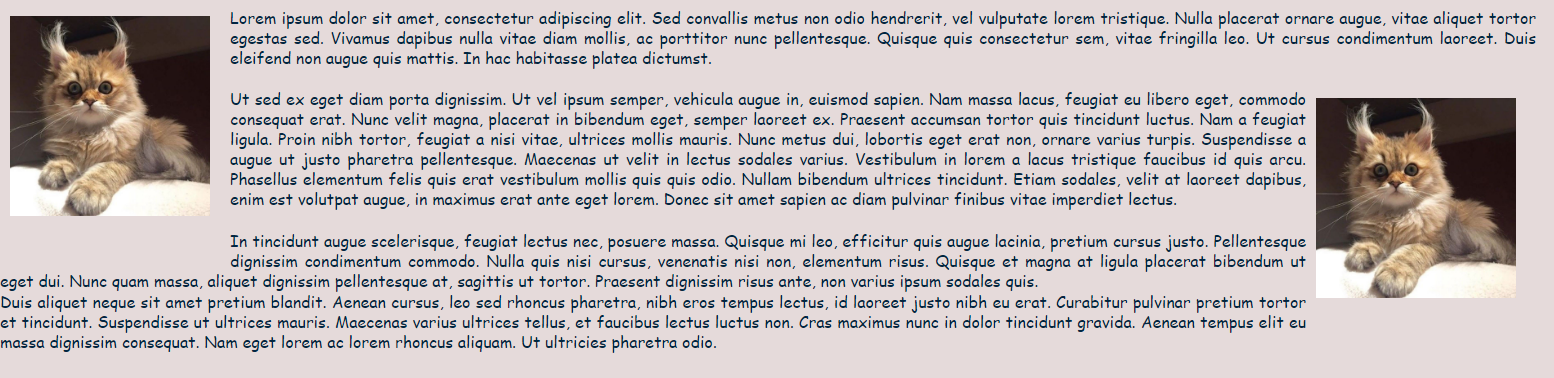 Lorem ipsum dolor sit amet, consectetur adipiscing elit. Sed convallis metus non odio hendrerit, vel vulputate lorem tristique. Nulla placerat ornare augue, vitae aliquet tortor
egestas sed. Vivamus dapibus nulla vitae diam mollis, ac porttitor nunc pellentesque. Quisque quis consectetur sem, vitae fringilla leo. Ut cursus condimentum laoreet. Duis
eleifend non augue quis mattis. In hac habitasse platea dictumst.
Ut sed ex eget diam porta dignissim. Ut vel ipsum semper, vehicula augue in, euismod sapien. Nam massa lacus, feugiat eu libero eget, commodo
consequat erat. Nunc velit magna, placerat in bibendum eget, semper laoreet ex. Praesent accumsan tortor quis tincidunt luctus. Nam a feugiat
ligula. Proin nibh tortor, feugiat a nisi vitae, ultrices mollis mauris. Nunc metus dui, lobortis eget erat non, ornare varius turpis. Suspendisse a
augue ut justo pharetra pellentesque. Maecenas ut velit in lectus sodales varius. Vestibulum in lorem a lacus tristique faucibus id quis arcu.
Phasellus elementum felis quis erat vestibulum mollis quis quis odio. Nullam bibendum ultrices tincidunt. Etiam sodales, velit at laoreet dapibus,
enim est volutpat augue, in maximus erat ante eget lorem. Donec sit amet sapien ac diam pulvinar finibus vitae imperdiet lectus.
In tincidunt augue scelerisque, feugiat lectus nec, posuere massa. Quisque mi leo, efficitur quis augue lacinia, pretium cursus justo. Pellentesque
dignissim condimentum commodo. Nulla quis nisi cursus, venenatis nisi non, elementum risus. Quisque et magna at ligula placerat bibendum ut
eget dui. Nunc quam massa, aliquet dignissim pellentesque at, sagittis ut tortor. Praesent dignissim risus ante, non varius ipsum sodales quis.
Duis aliquet neque sit amet pretium blandit. Aenean cursus, leo sed rhoncus pharetra, nibh eros tempus lectus, id laoreet justo nibh eu erat. Curabitur pulvinar pretium tortor
et tincidunt. Suspendisse ut ultrices mauris. Maecenas varius ultrices tellus, et faucibus lectus luctus non. Cras maximus nunc in dolor tincidunt gravida. Aenean tempus elit eu
massa dignissim consequat. Nam eget lorem ac lorem rhoncus aliquam. Ut ultricies pharetra odio.